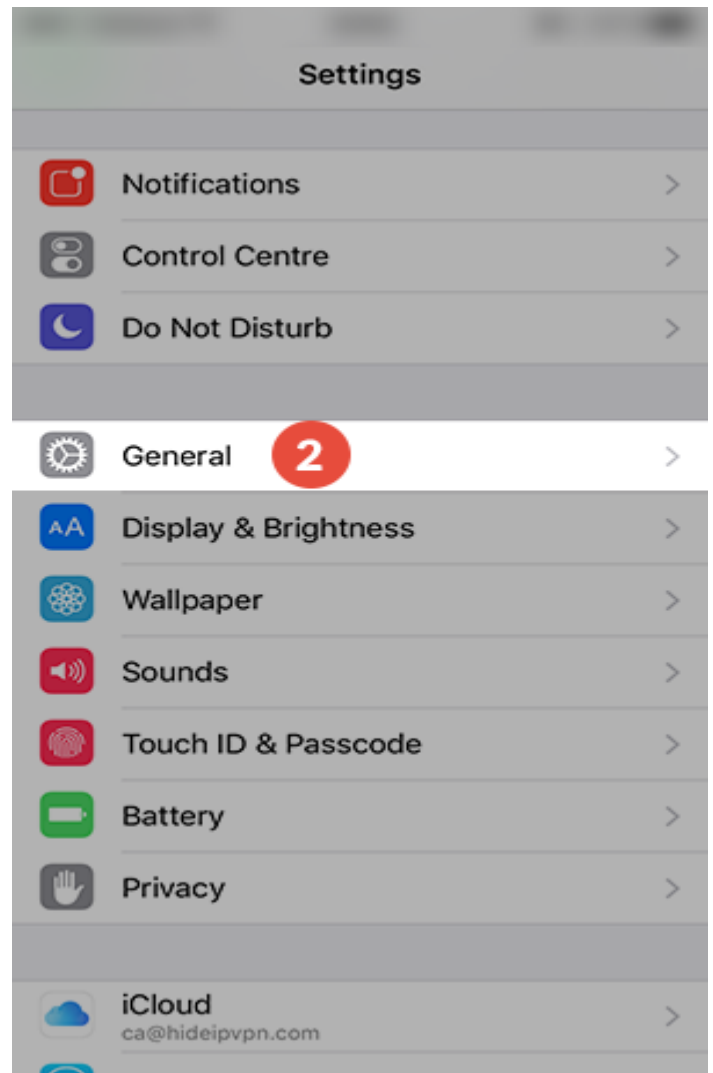 Settings
Notifications
Control Centre
Do Not Disturb
General 2
AA Display & Brightness
Wallpaper
Sounds
Touch ID & Passcode
Battery
Privacy
iCloud
ca@hideipvpn.com